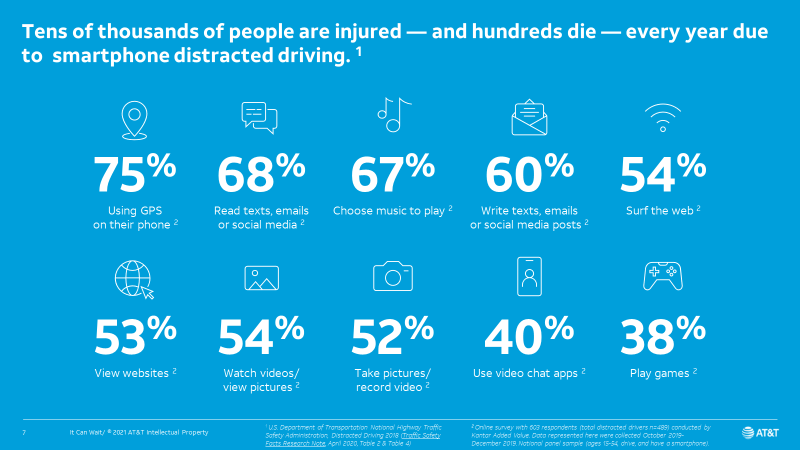 Tens of thousands of people are injured — and hundreds die — every year due
to smartphone distracted driving. 1
75%
68%
67%
60%
54%
Using GPS
on their phone 2
Read texts, emails
or social media 2
Choose music to play 2
Write texts, emails
or social media posts 2
Surf the web 2
53%
54%
52%
40%
38%
View websites 2
Watch videos/
view pictures 2
Take pictures/
record video 2
Use video chat apps 2
Play games 2
7
It Can Wait/ © 2021 AT&T Intellectual Property
1 U.S. Department of Transportation National Highway Traffic
Safety Administration, Distracted Driving 2018 (Traffic Safety
Facts Research Note, April 2020, Table 2 & Table 4)
2 Online survey with 603 respondents (total distracted drivers n=489) conducted by
Kantar Added Value. Data represented here were collected October 2019-
December 2019. National panel sample (ages 15-54, drive, and have a smartphone).
AT&T